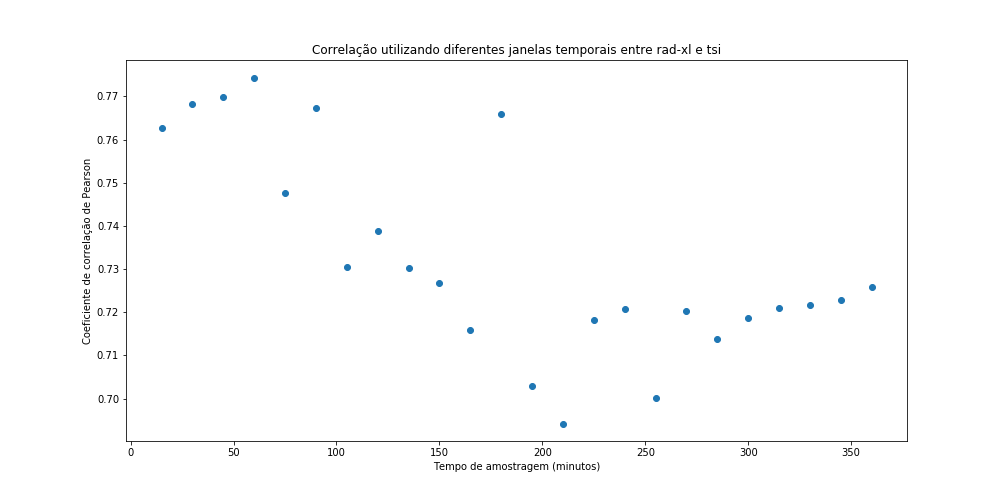 Correlação utilizando diferentes janelas temporais entre rad-xl e tsi
Coeficiente de correlação de Pearson
0.77
0.76
0.75
0.74
0.73
0.72
0.71
0.70
0 50 100 150 200 250 300 350
Tempo de amostragem (minutos)